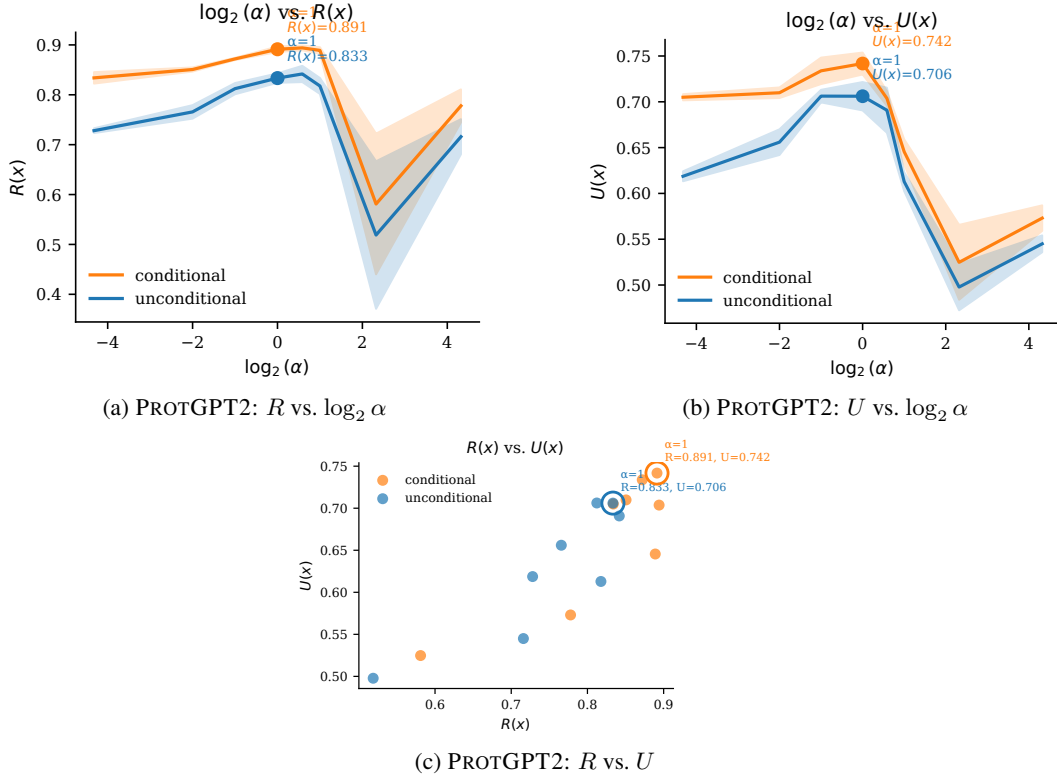 log₂(α) vs. R(x)
α=1
R(x)=0.891
α=1
R(x)=0.833
0.9
0.8
0.7
0.6
0.5
0.4
R(x)
conditional
unconditional
−4 −2 0 2 4
log₂(α)
(a) PROTGPT2: R vs. log₂ α
log₂(α) vs. U(x)
α=1
U(x)=0.742
α=1
U(x)=0.706
0.75
0.70
0.65
0.60
0.55
0.50
U(x)
conditional
unconditional
−4 −2 0 2 4
log₂(α)
(b) PROTGPT2: U vs. log₂ α
R(x) vs. U(x)
α=1
R=0.891, U=0.742
α=1
R=0.833, U=0.706
conditional
unconditional
0.75
0.70
0.65
0.60
0.55
0.50
U(x)
0.6 0.7 0.8 0.9
R(x)
(c) PROTGPT2: R vs. U